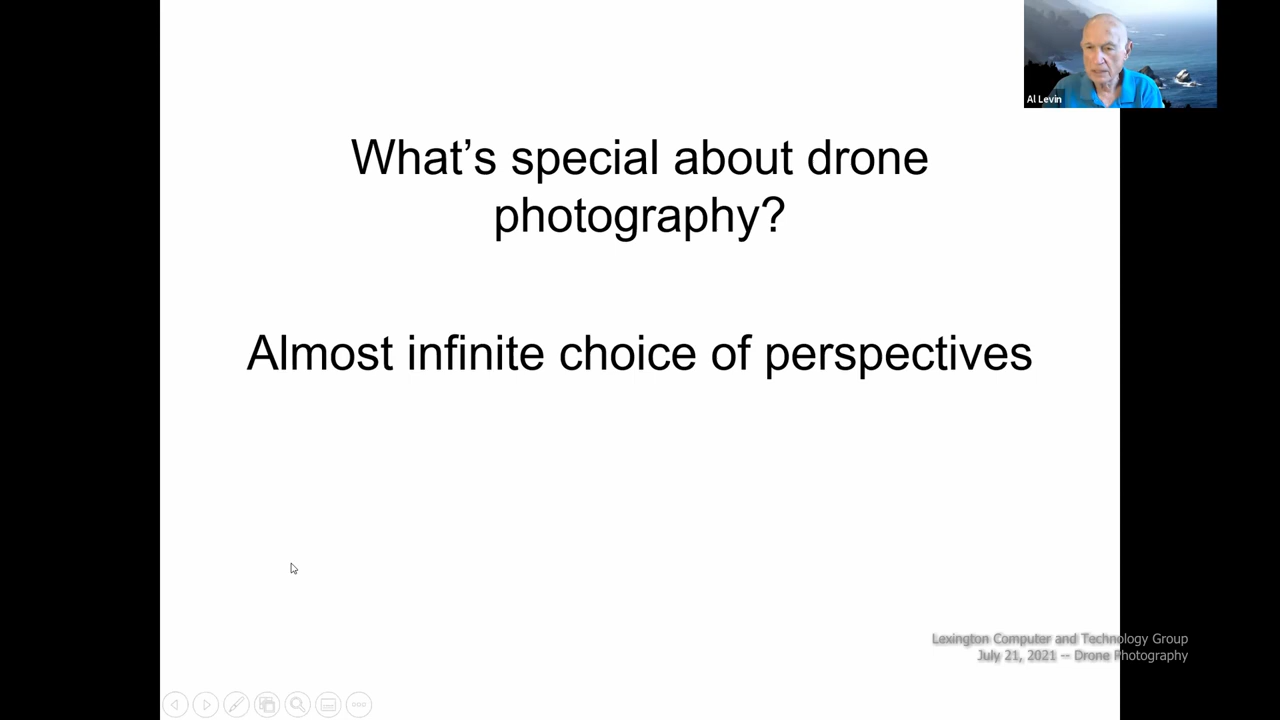 Al Levin
What’s special about drone
photography?
Almost infinite choice of perspectives
Lexington Computer and Technology Group
July 21, 2021 -- Drone Photography